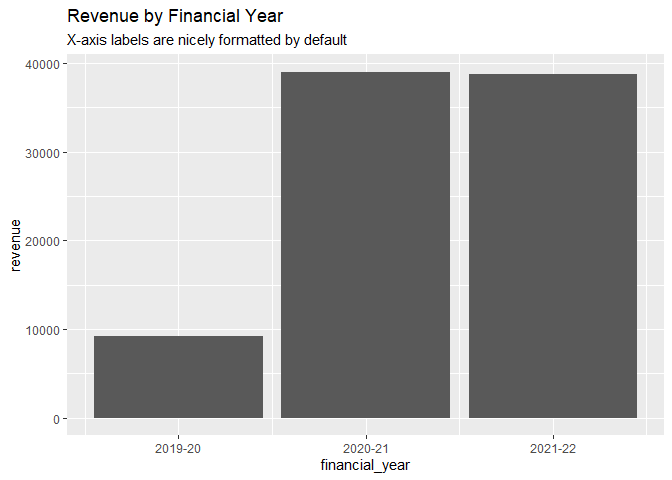 Revenue by Financial Year
X-axis labels are nicely formatted by default
40000
30000
20000
10000
0
revenue
2019-20 2020-21 2021-22
financial_year